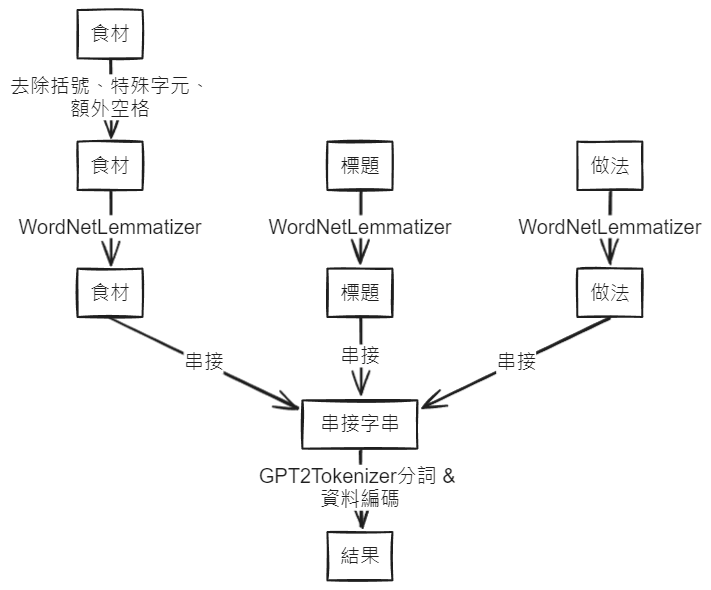 食材
去除括號、特殊字元、
額外空格
食材
標題
做法
WordNetLemmatizer
WordNetLemmatizer
WordNetLemmatizer
食材
標題
做法
串接
串接
串接
串接字串
GPT2Tokenizer分詞 &
資料編碼
結果